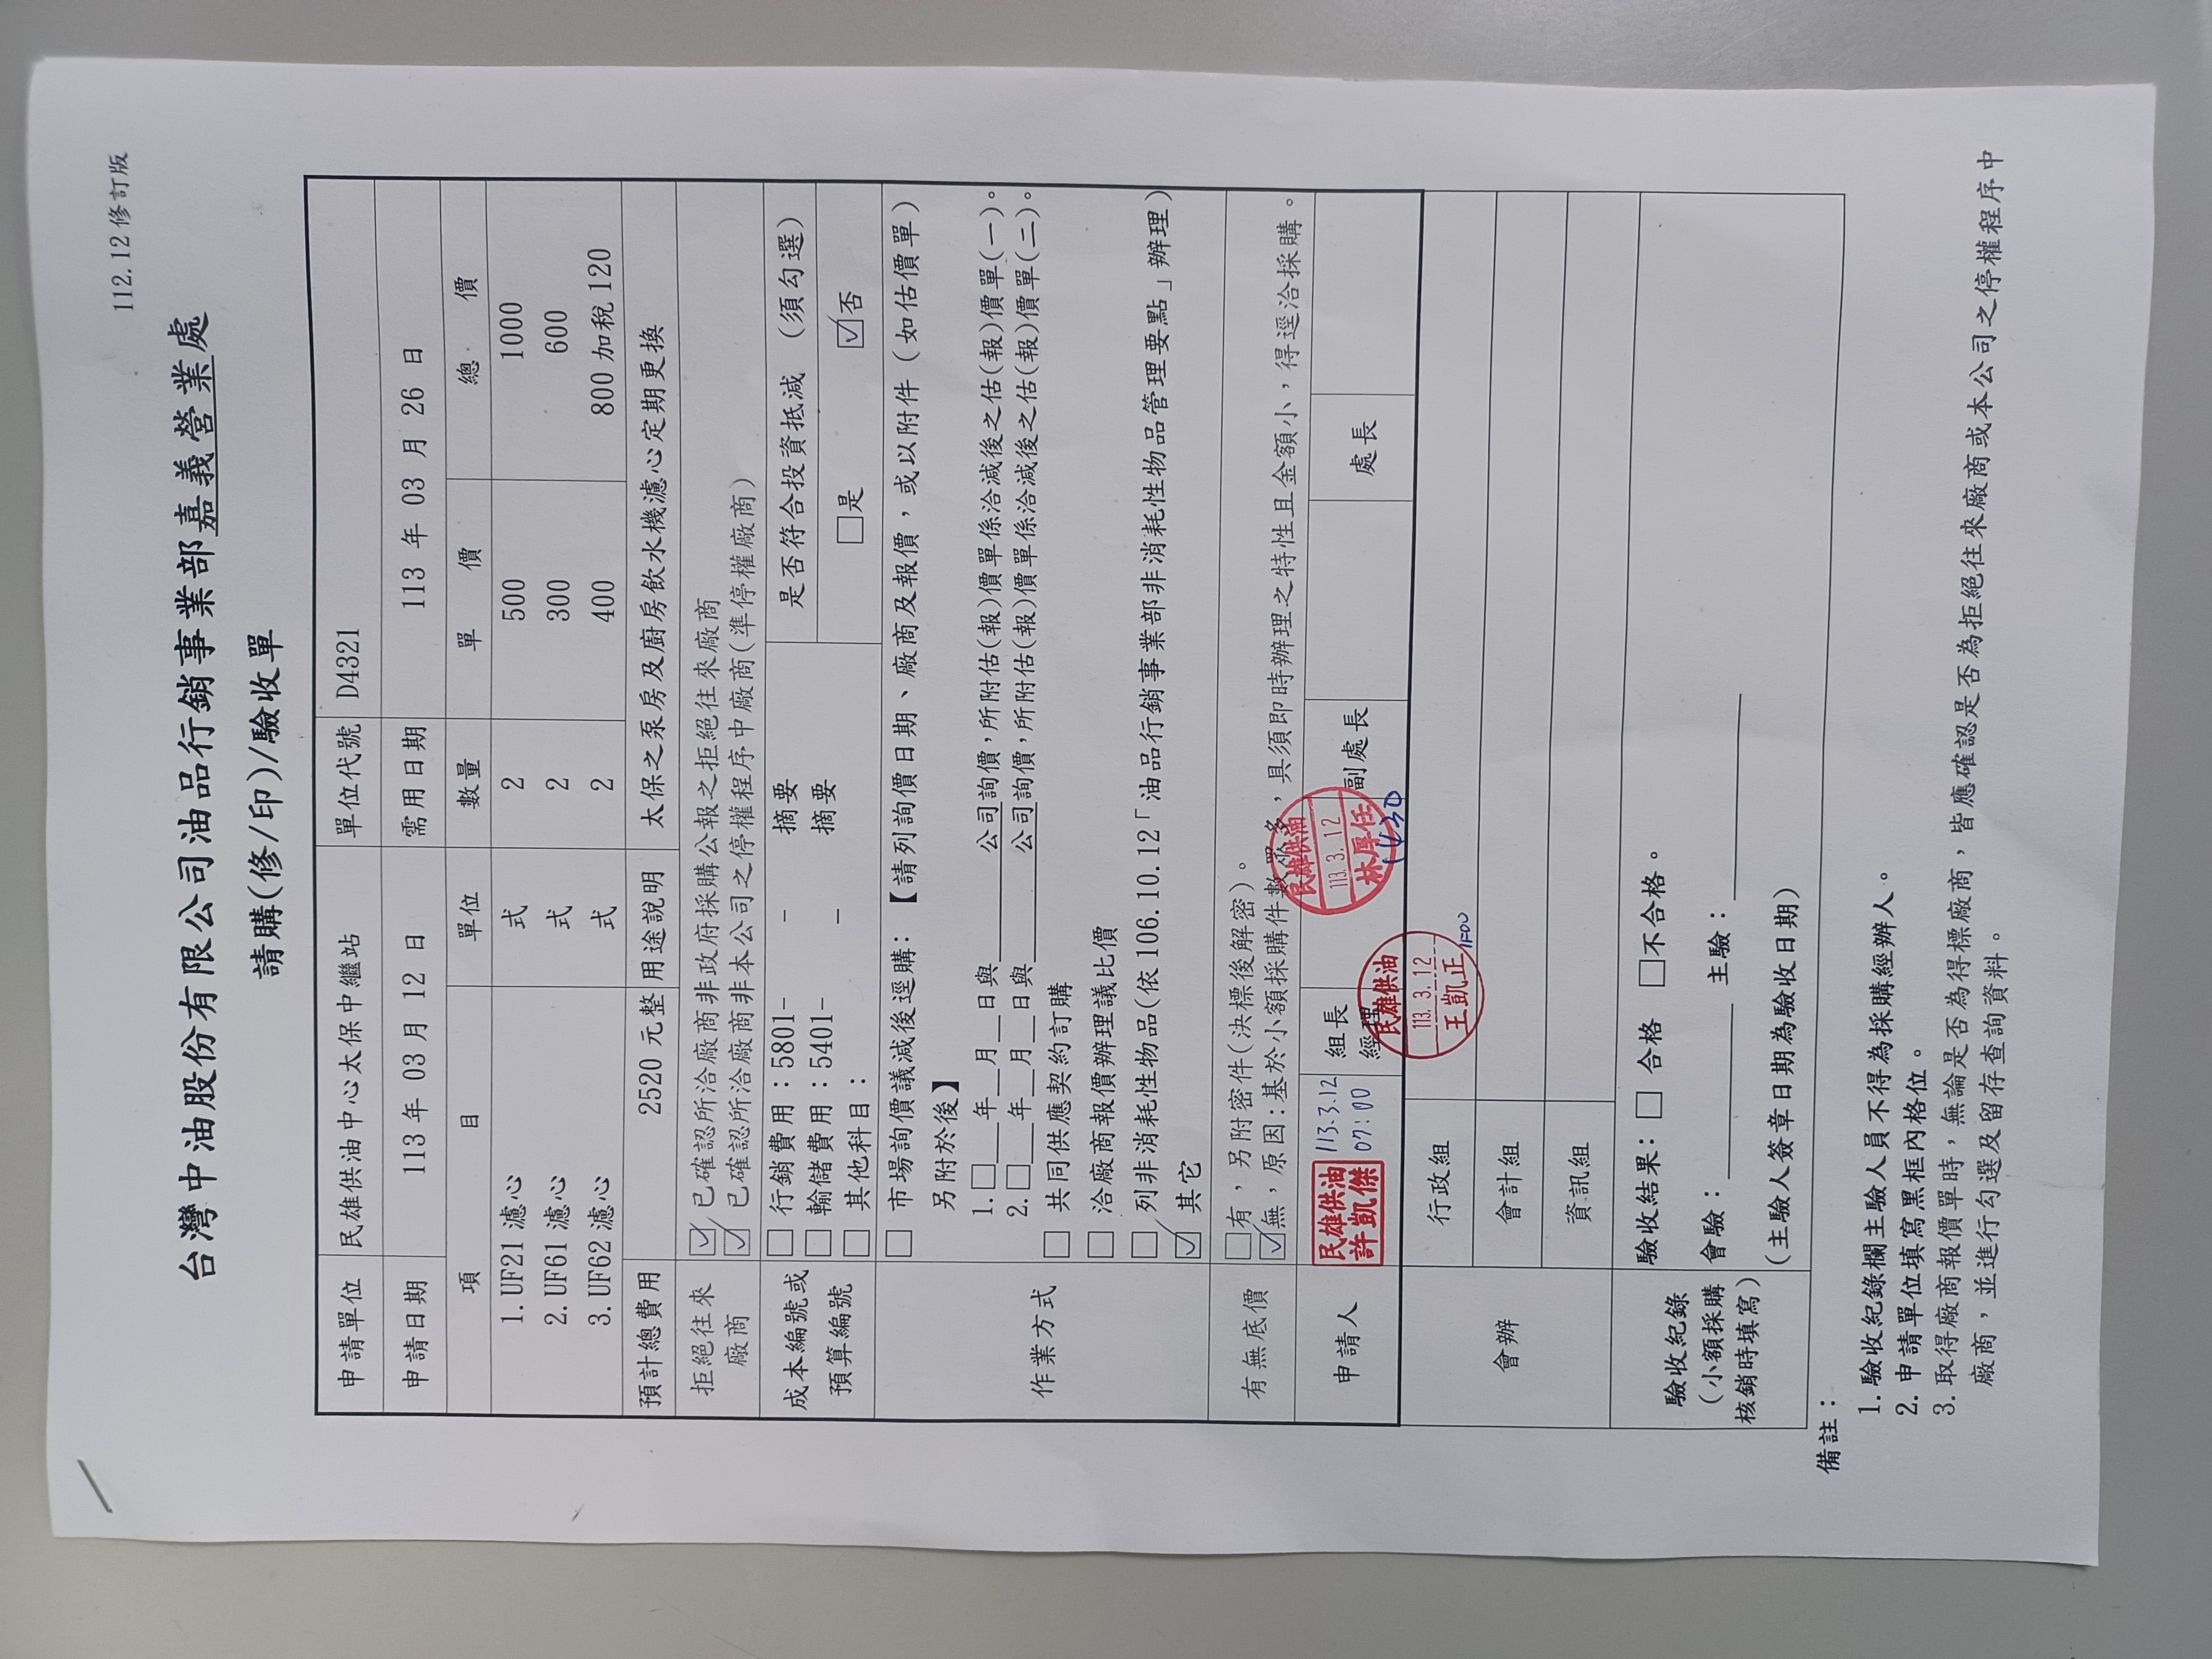 112.12修訂版
台灣中油股份有限公司油品行銷事業部嘉義營業處
請購(修/印)/驗收單
申請單位 民雄供油中心太保中繼站 單位代號 D4321
申請日期 113 年 03 月 12 日 需用日期 113 年 03 月 26 日
項 目 單位 數量 單 價 總 價
1.UF21濾心 式 2 500 1000
2.UF61濾心 式 2 300 600
3.UF62濾心 式 2 400 800加稅120
預計總費用 2520元整 用途說明 太保之泵房及廚房飲水機濾心定期更換
拒絕往來廠商
☑ 已確認所洽廠商非政府採購公報之拒絕往來廠商
☑ 已確認所洽廠商非本公司之停權程序中廠商(準停權廠商)
成本編號或預算編號
□ 行銷費用：5801- - 摘要
□ 輸儲費用：5401- - 摘要
□ 其他科目：
是否符合投資抵減 （須勾選）
□是 ☑否
作業方式
□ 市場詢價議減後逕購：【請列詢價日期、廠商及報價，或以附件（如估價單）
另附於後】
1.□___年__月__日與________公司詢價，所附估(報)價單係洽減後之估(報)價單(一)。
2.□___年__月__日與________公司詢價，所附估(報)價單係洽減後之估(報)價單(二)。
□ 共同供應契約訂購
□ 洽廠商報價辦理議比價
□ 列非消耗性物品(依106.10.12「油品行銷事業部非消耗性物品管理要點」辦理)
☑ 其它
有無底價
□有，另附密件(決標後解密)。
☑無，原因：基於小額採購件數眾多，具須即時辦理之特性且金額小，得逕洽採購。
申請人
民雄供油
許凱傑
113.3.12
07:00
組長
經理
民雄供油
113. 3. 12
林厚任
1430
副處長
處長
民雄供油
113. 3. 12
王凱正
會辦
行政組
會計組
資訊組
驗收紀錄
（小額採購
核銷時填寫）
驗收結果：□ 合格 □不合格。
會驗：__________ 主驗：__________
(主驗人簽章日期為驗收日期)
備註：
1.驗收紀錄欄主驗人員不得為採購經辦人。
2.申請單位填寫黑框內格位。
3.取得廠商報價單時，無論是否為得標廠商，皆應確認是否為拒絕往來廠商或本公司之停權程序中
廠商，並進行勾選及留存查詢資料。